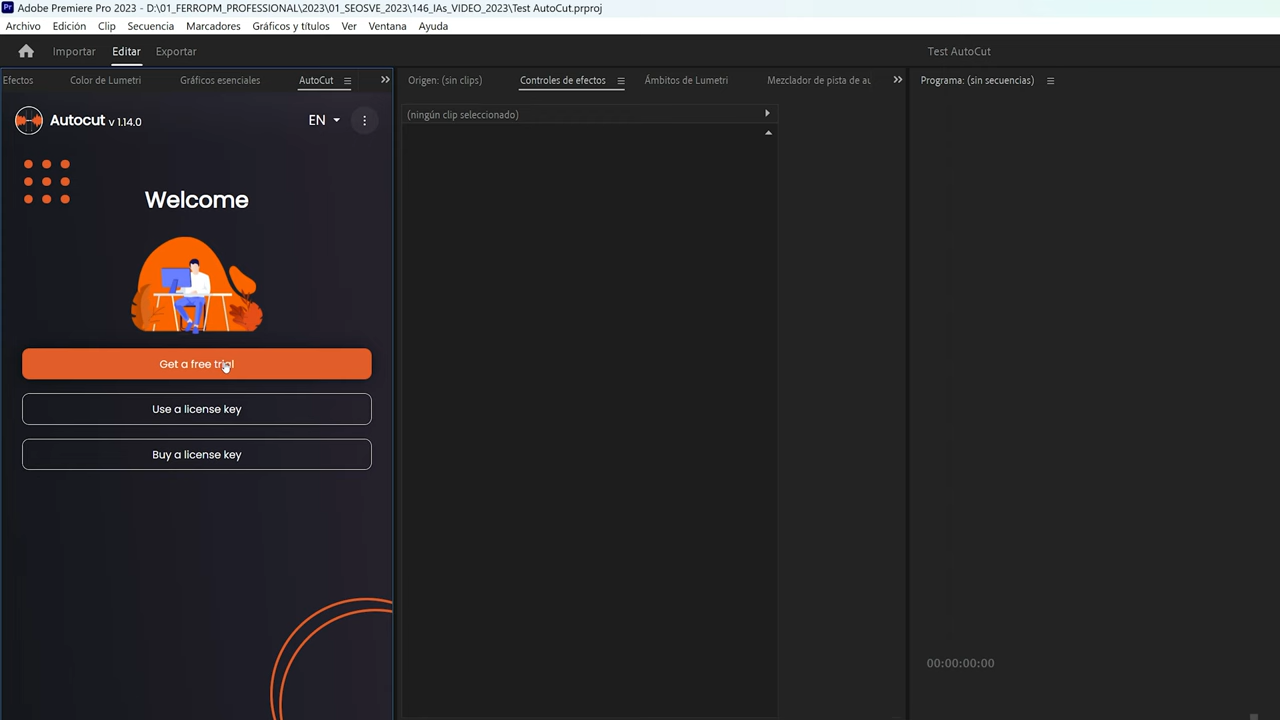 Pr Adobe Premiere Pro 2023 - D:\01_FERROPM_PROFESSIONAL\2023\01_SEOSVE_2023\146_IAs_VIDEO_2023\Test AutoCut.prproj
Archivo Edición Clip Secuencia Marcadores Gráficos y títulos Ver Ventana Ayuda
Importar Editar Exportar Test AutoCut
Efectos Color de Lumetri Gráficos esenciales AutoCut Origen: (sin clips) Controles de efectos Ámbitos de Lumetri Mezclador de pista de au Programa: (sin secuencias)
(ningún clip seleccionado)
Autocut v 1.14.0 EN
Welcome
Get a free trial
Use a license key
Buy a license key
00:00:00:00